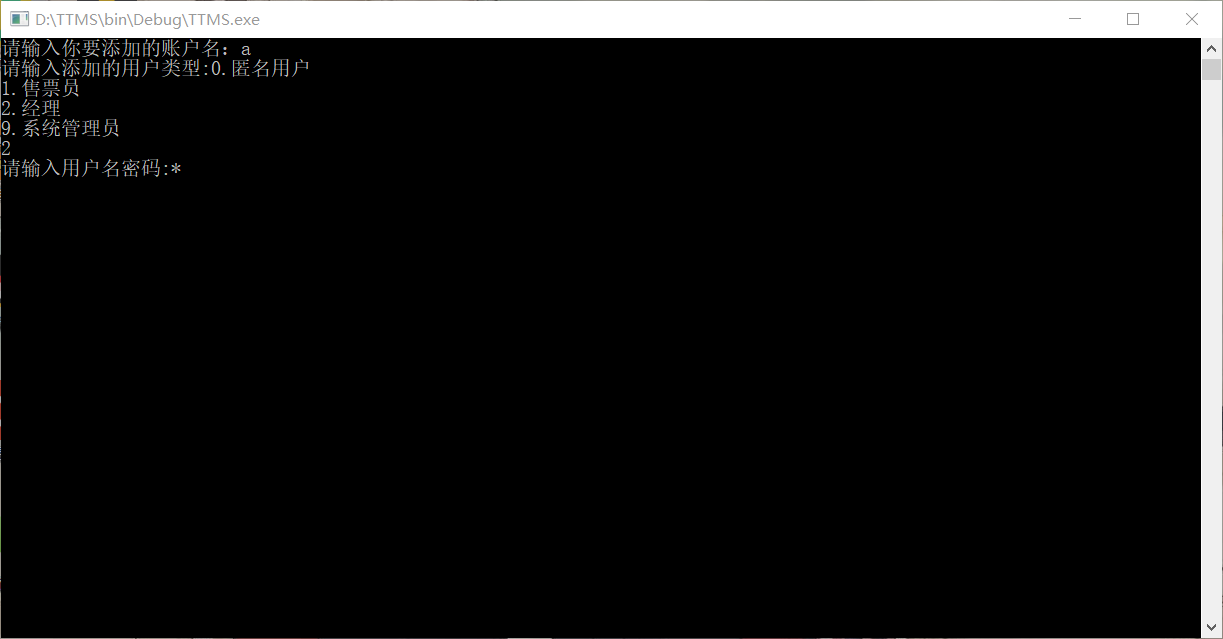 D:\TTMS\bin\Debug\TTMS.exe
请输入你要添加的账户名：a
请输入添加的用户类型:0.匿名用户
1.售票员
2.经理
9.系统管理员
2
请输入用户名密码:*